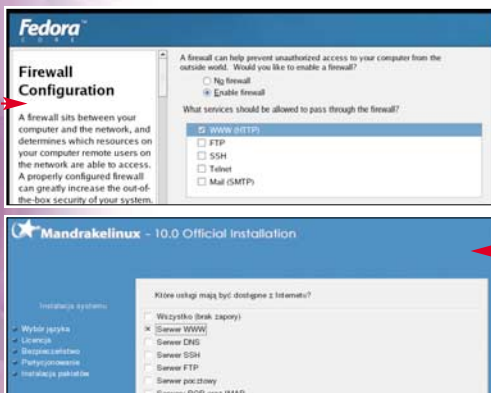 Fedora
CORE
Firewall
Configuration
A firewall sits between your
computer and the network, and
determines which resources on
your computer remote users on
the network are able to access.
A properly configured firewall
can greatly increase the out-of-
the-box security of your system.
A firewall can help prevent unauthorized access to your computer from the
outside world. Would you like to enable a firewall?
No firewall
Enable firewall
What services should be allowed to pass through the firewall?
WWW (HTTP)
FTP
SSH
Telnet
Mail (SMTP)
Mandrakelinux - 10.0 Official Installation
Instalacja systemu
Wybór języka
Licencja
Bezpieczeństwo
Partycjonowanie
Instalacja pakietów
Które usługi mają być dostępne z Internetu?
Wszystko (brak zapory)
Serwer WWW
Serwer DNS
Serwer SSH
Serwer FTP
Serwer pocztowy
Serwery POP oraz IMAP